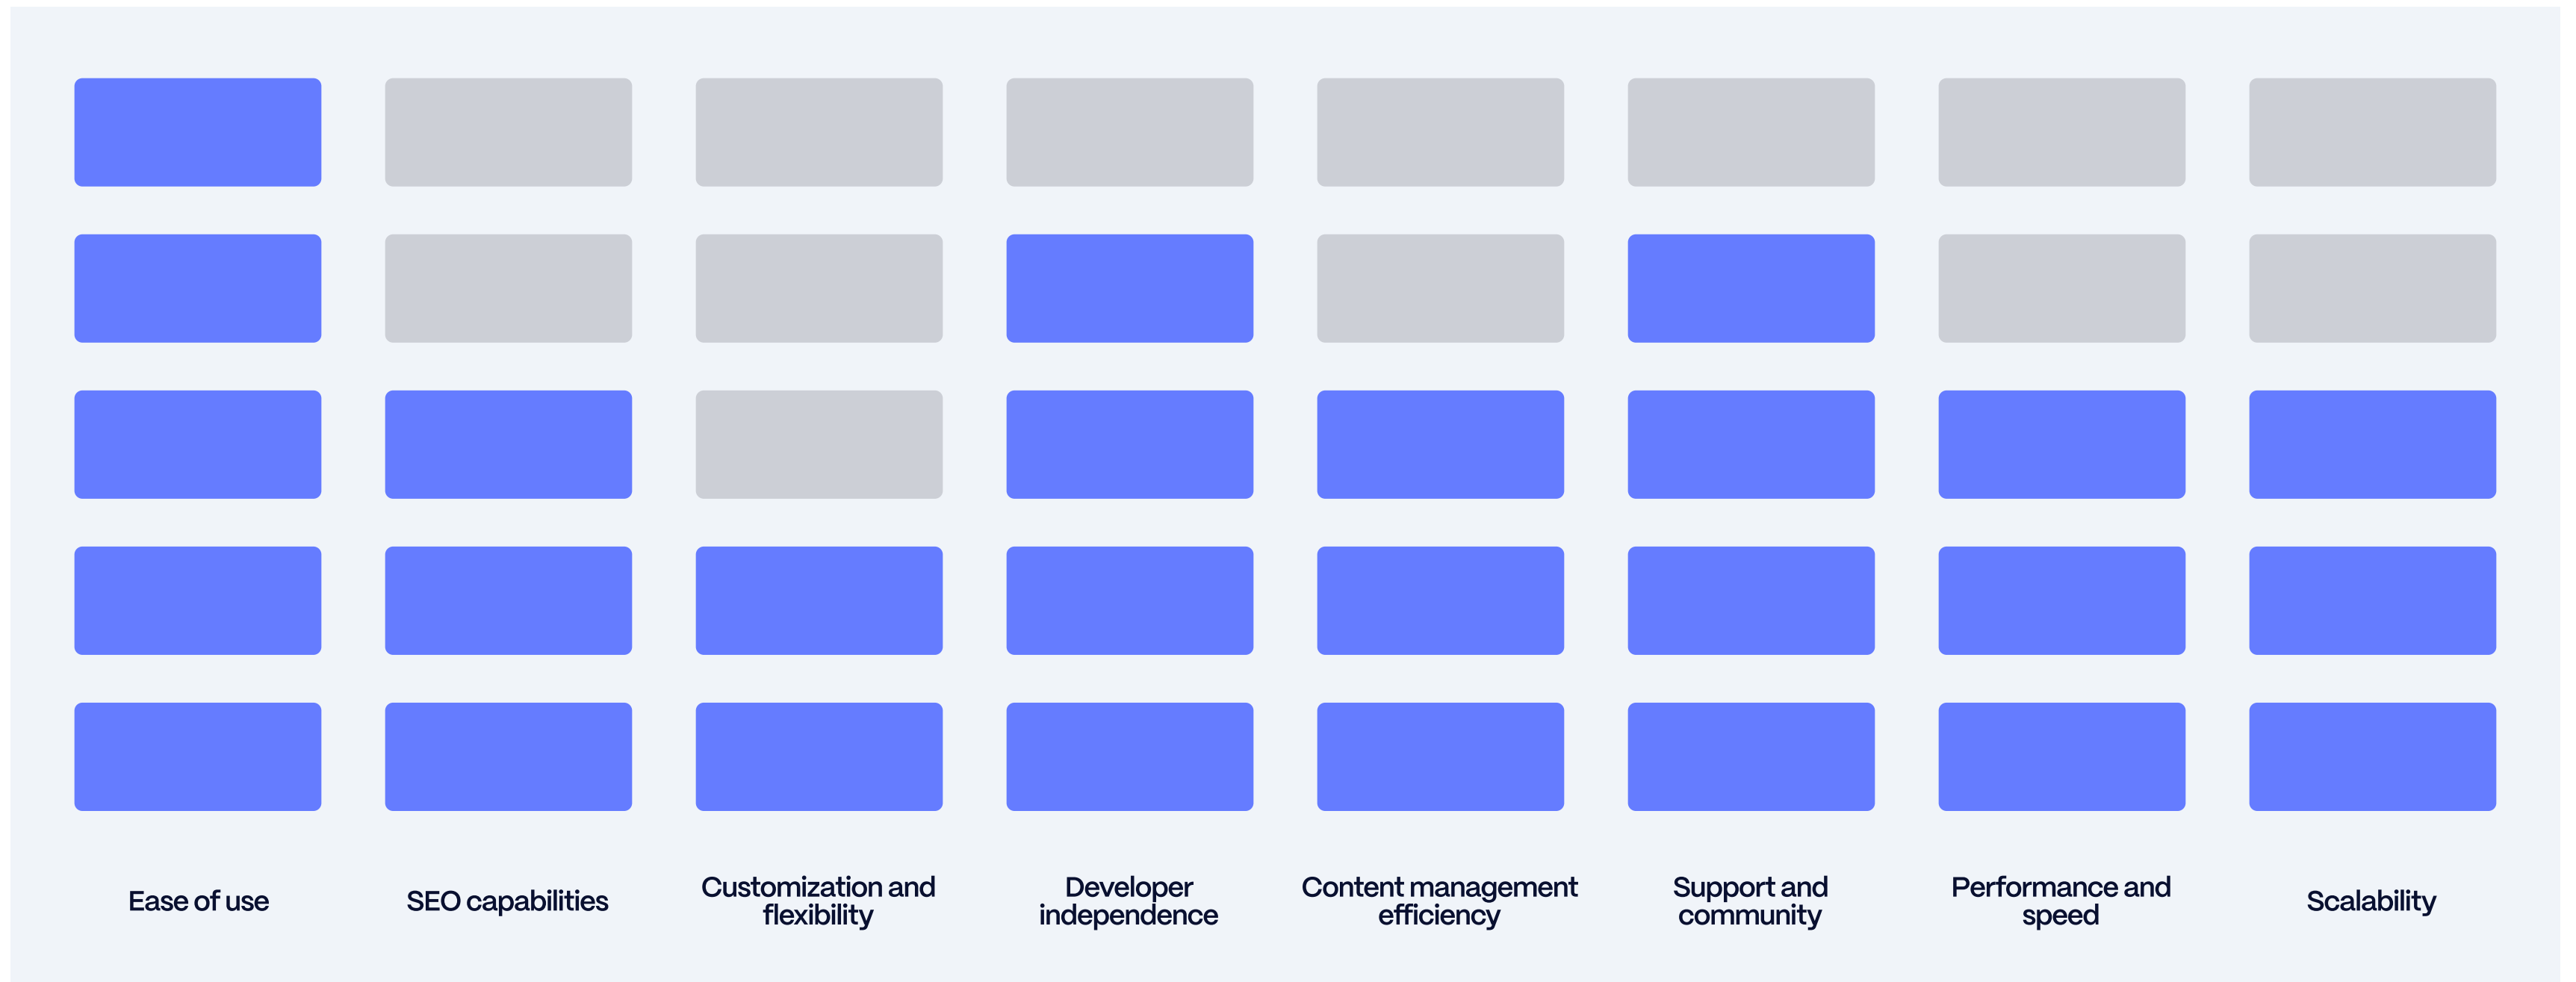 Ease of use
SEO capabilities
Customization and
flexibility
Developer
independence
Content management
efficiency
Support and
community
Performance and
speed
Scalability